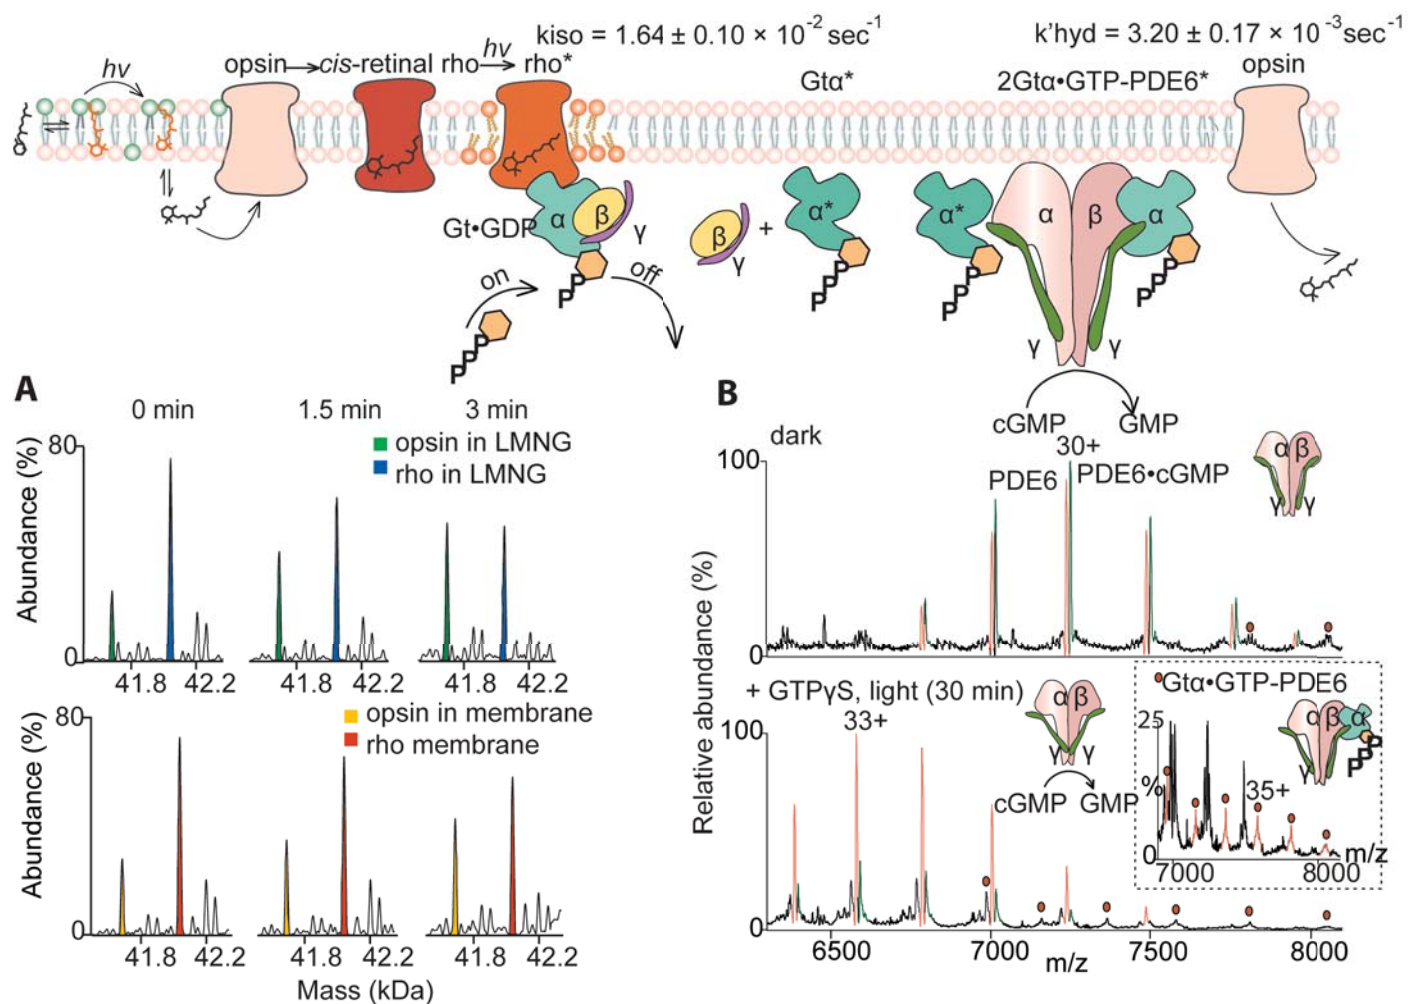 kiso = 1.64 ± 0.10 × 10⁻² sec⁻¹
k'hyd = 3.20 ± 0.17 × 10⁻³sec⁻¹
hν
opsin
cis-retinal rho
hν
rho*
Gtα*
2Gtα•GTP-PDE6*
opsin
Gt•GDP
α
β
γ
on
off
P
P
P
P
P
P
β
γ
+
α*
P
P
P
α*
P
P
P
α
β
α
P
P
P
γ
γ
cGMP
GMP
A
0 min
1.5 min
3 min
opsin in LMNG
rho in LMNG
Abundance (%)
80
0
41.8 42.2
41.8 42.2
41.8 42.2
opsin in membrane
rho membrane
Abundance (%)
80
0
41.8 42.2
41.8 42.2
41.8 42.2
Mass (kDa)
B
dark
100
PDE6
30+
PDE6•cGMP
α β
γ γ
0
Relative abundance (%)
+ GTPγS, light (30 min)
100
33+
α β
γ γ
cGMP GMP
0
6500
7000
7500
8000
m/z
Gtα•GTP-PDE6
25
%
0
35+
α β α
γ
P
P
P
7000
8000
m/z